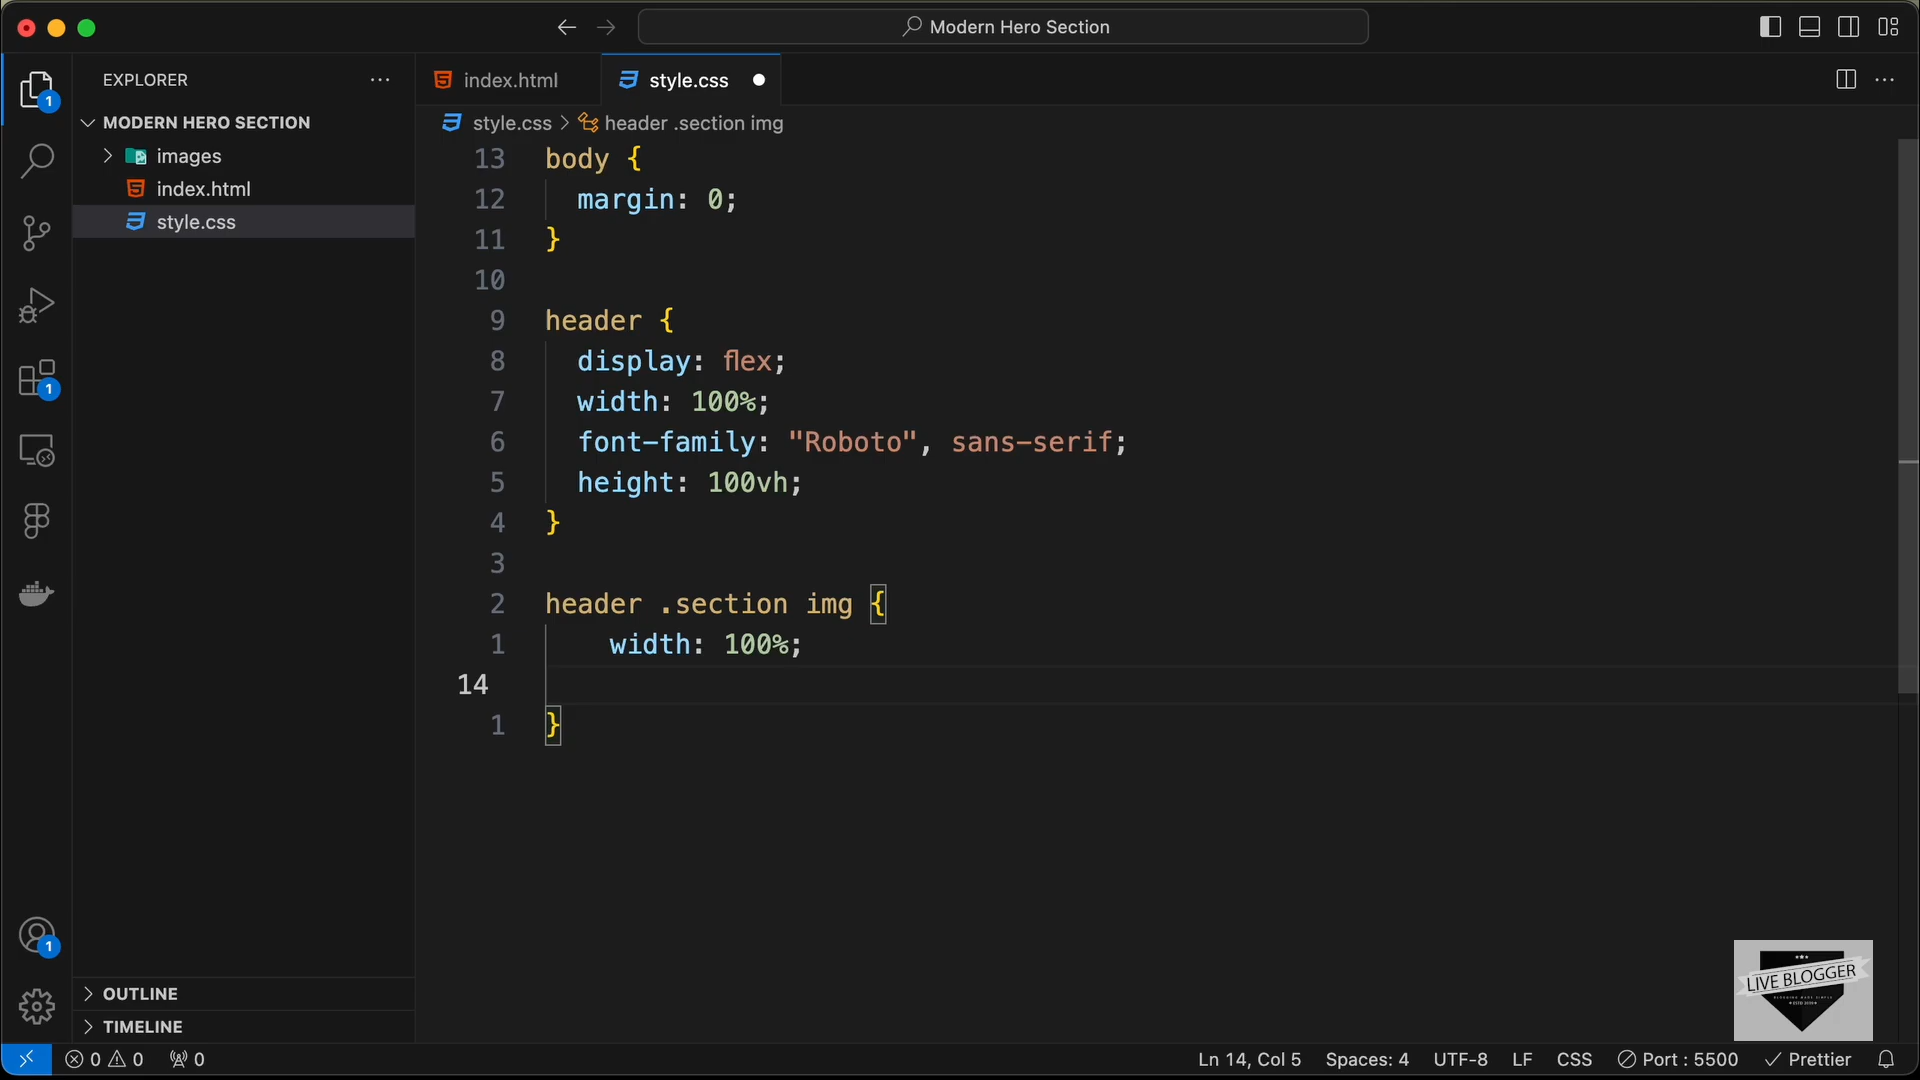 Modern Hero Section
EXPLORER
MODERN HERO SECTION
images
index.html
style.css
index.html
style.css
style.css > header .section img
13 body {
12 margin: 0;
11 }
10
9 header {
8 display: flex;
7 width: 100%;
6 font-family: "Roboto", sans-serif;
5 height: 100vh;
4 }
3
2 header .section img {
1 width: 100%;
14
1 }
1
1
1
OUTLINE
TIMELINE
0 0 0
Ln 14, Col 5 Spaces: 4 UTF-8 LF CSS Port : 5500 Prettier
LIVE BLOGGER